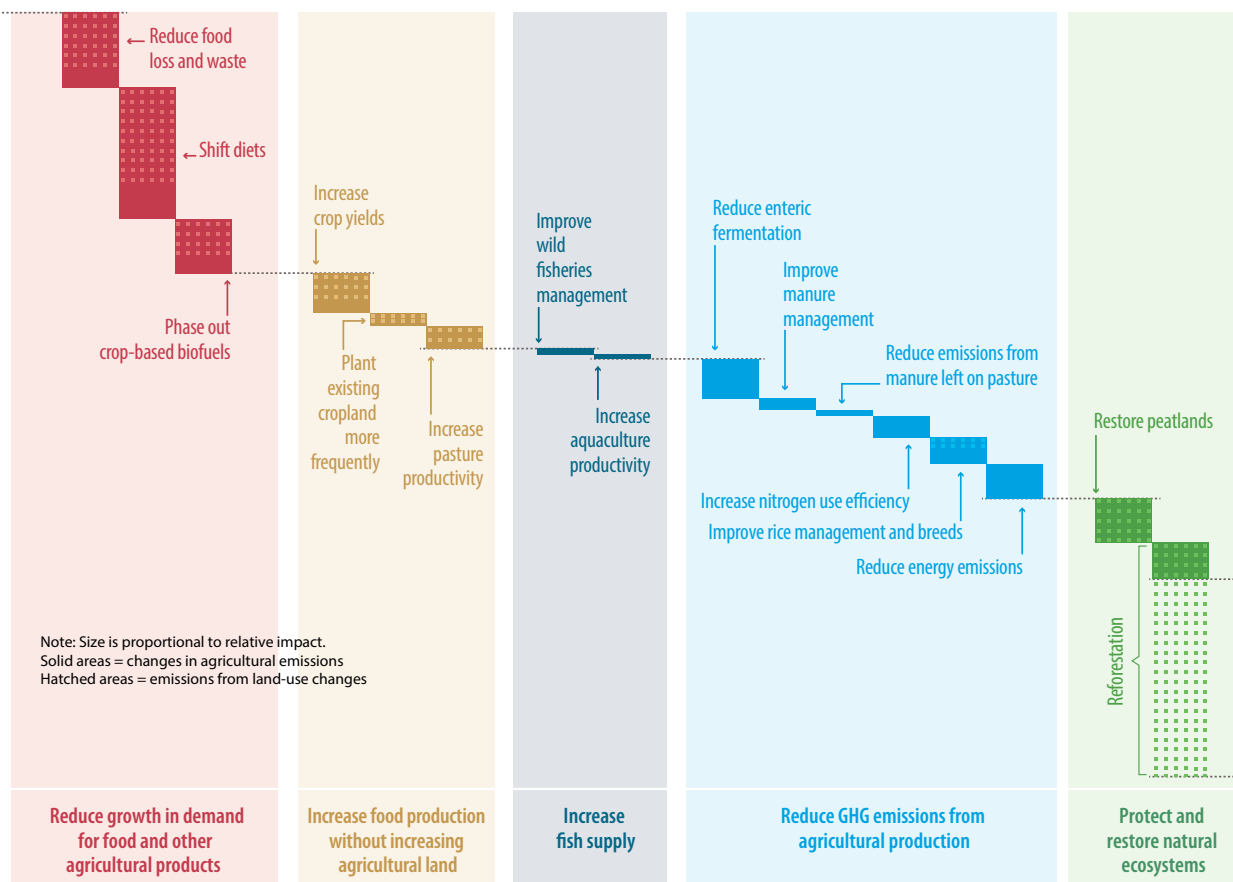 Reduce food
loss and waste
Shift diets
Phase out
crop-based biofuels
Increase
crop yields
Plant
existing
cropland
more
frequently
Increase
pasture
productivity
Improve
wild
fisheries
management
Increase
aquaculture
productivity
Reduce enteric
fermentation
Improve
manure
management
Reduce emissions from
manure left on pasture
Increase nitrogen use efficiency
Improve rice management and breeds
Reduce energy emissions
Restore peatlands
Reforestation
Note: Size is proportional to relative impact.
Solid areas = changes in agricultural emissions
Hatched areas = emissions from land-use changes
Reduce growth in demand
for food and other
agricultural products
Increase food production
without increasing
agricultural land
Increase
fish supply
Reduce GHG emissions from
agricultural production
Protect and
restore natural
ecosystems